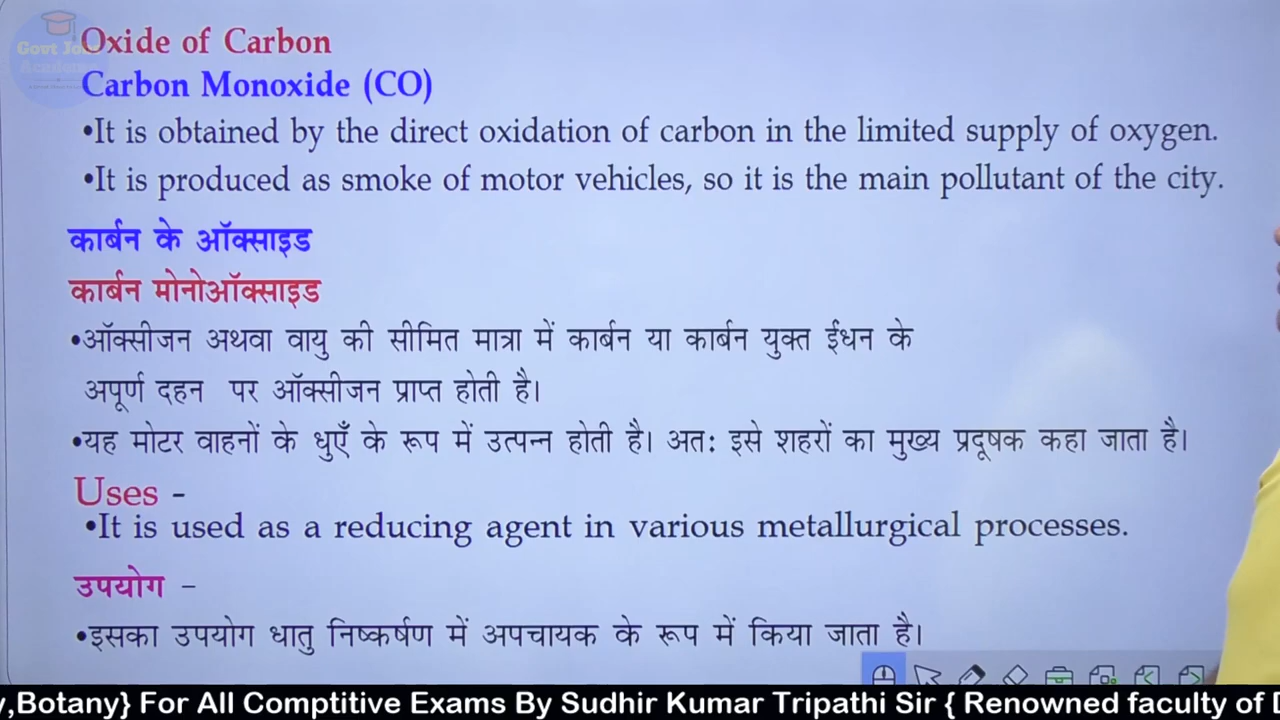 Govt Jobs
Academy
Oxide of Carbon
Carbon Monoxide (CO)
•It is obtained by the direct oxidation of carbon in the limited supply of oxygen.
•It is produced as smoke of motor vehicles, so it is the main pollutant of the city.
कार्बन के ऑक्साइड
कार्बन मोनोऑक्साइड
•ऑक्सीजन अथवा वायु की सीमित मात्रा में कार्बन या कार्बन युक्त ईंधन के
अपूर्ण दहन पर ऑक्सीजन प्राप्त होती है।
•यह मोटर वाहनों के धुएँ के रूप में उत्पन्न होती है। अतः इसे शहरों का मुख्य प्रदूषक कहा जाता है।
Uses -
•It is used as a reducing agent in various metallurgical processes.
उपयोग –
•इसका उपयोग धातु निष्कर्षण में अपचायक के रूप में किया जाता है।
,Botany} For All Comptitive Exams By Sudhir Kumar Tripathi Sir { Renowned faculty of